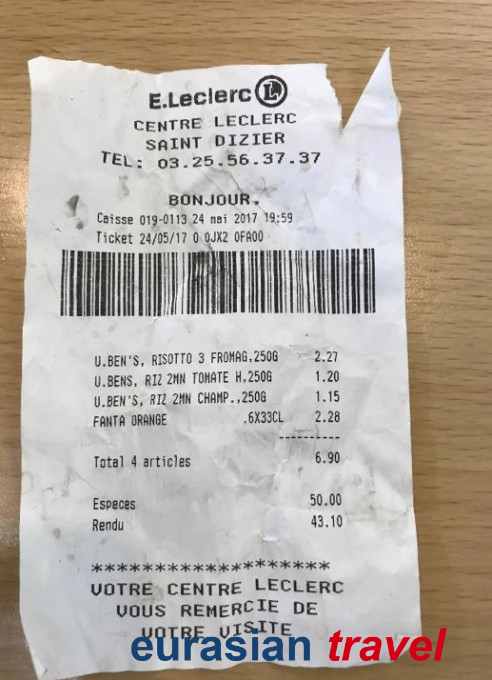 E.Leclerc L
CENTRE LECLERC
SAINT DIZIER
TEL: 03.25.56.37.37
BONJOUR.
Caisse 019-0113 24 mai 2017 19:59
Ticket 24/05/17 0 0JX2 0FA00
U.BEN'S, RISOTTO 3 FROMAG,250G 2.27
U.BENS, RIZ 2MN TOMATE H,250G 1.20
U.BEN'S, RIZ 2MN CHAMP.,250G 1.15
FANTA ORANGE .6X33CL 2.28
----------
Total 4 articles 6.90
Especes 50.00
Rendu 43.10
*******************
VOTRE CENTRE LECLERC
VOUS REMERCIE DE
VOTRE VISITE
eurasian travel